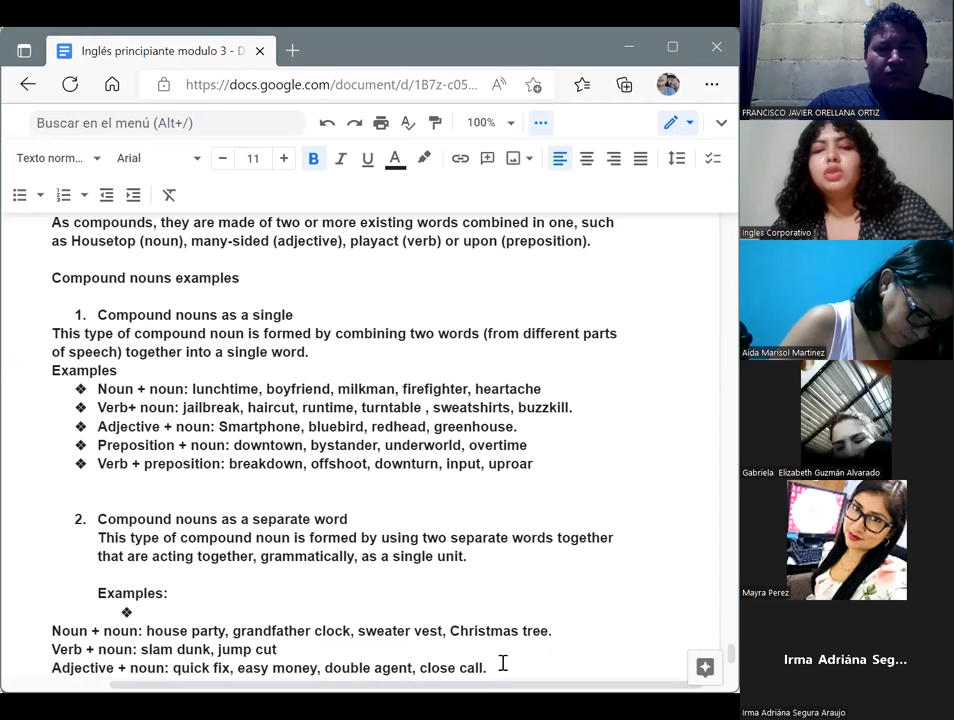 Inglés principiante modulo 3 - D
https://docs.google.com/document/d/1B7z-c05...
Buscar en el menú (Alt+/)
100%
Texto norm...
Arial
11
As compounds, they are made of two or more existing words combined in one, such
as Housetop (noun), many-sided (adjective), playact (verb) or upon (preposition).
Compound nouns examples
1. Compound nouns as a single
This type of compound noun is formed by combining two words (from different parts
of speech) together into a single word.
Examples
❖ Noun + noun: lunchtime, boyfriend, milkman, firefighter, heartache
❖ Verb+ noun: jailbreak, haircut, runtime, turntable , sweatshirts, buzzkill.
❖ Adjective + noun: Smartphone, bluebird, redhead, greenhouse.
❖ Preposition + noun: downtown, bystander, underworld, overtime
❖ Verb + preposition: breakdown, offshoot, downturn, input, uproar
2. Compound nouns as a separate word
This type of compound noun is formed by using two separate words together
that are acting together, grammatically, as a single unit.
Examples:
❖
Noun + noun: house party, grandfather clock, sweater vest, Christmas tree.
Verb + noun: slam dunk, jump cut
Adjective + noun: quick fix, easy money, double agent, close call.
FRANCISCO JAVIER ORELLANA ORTIZ
Ingles Corporativo
Aída Marisol Martinez
Gabriela Elizabeth Guzmán Alvarado
Mayra Perez
Irma Adriána Seg...
Irma Adriána Segura Araujo